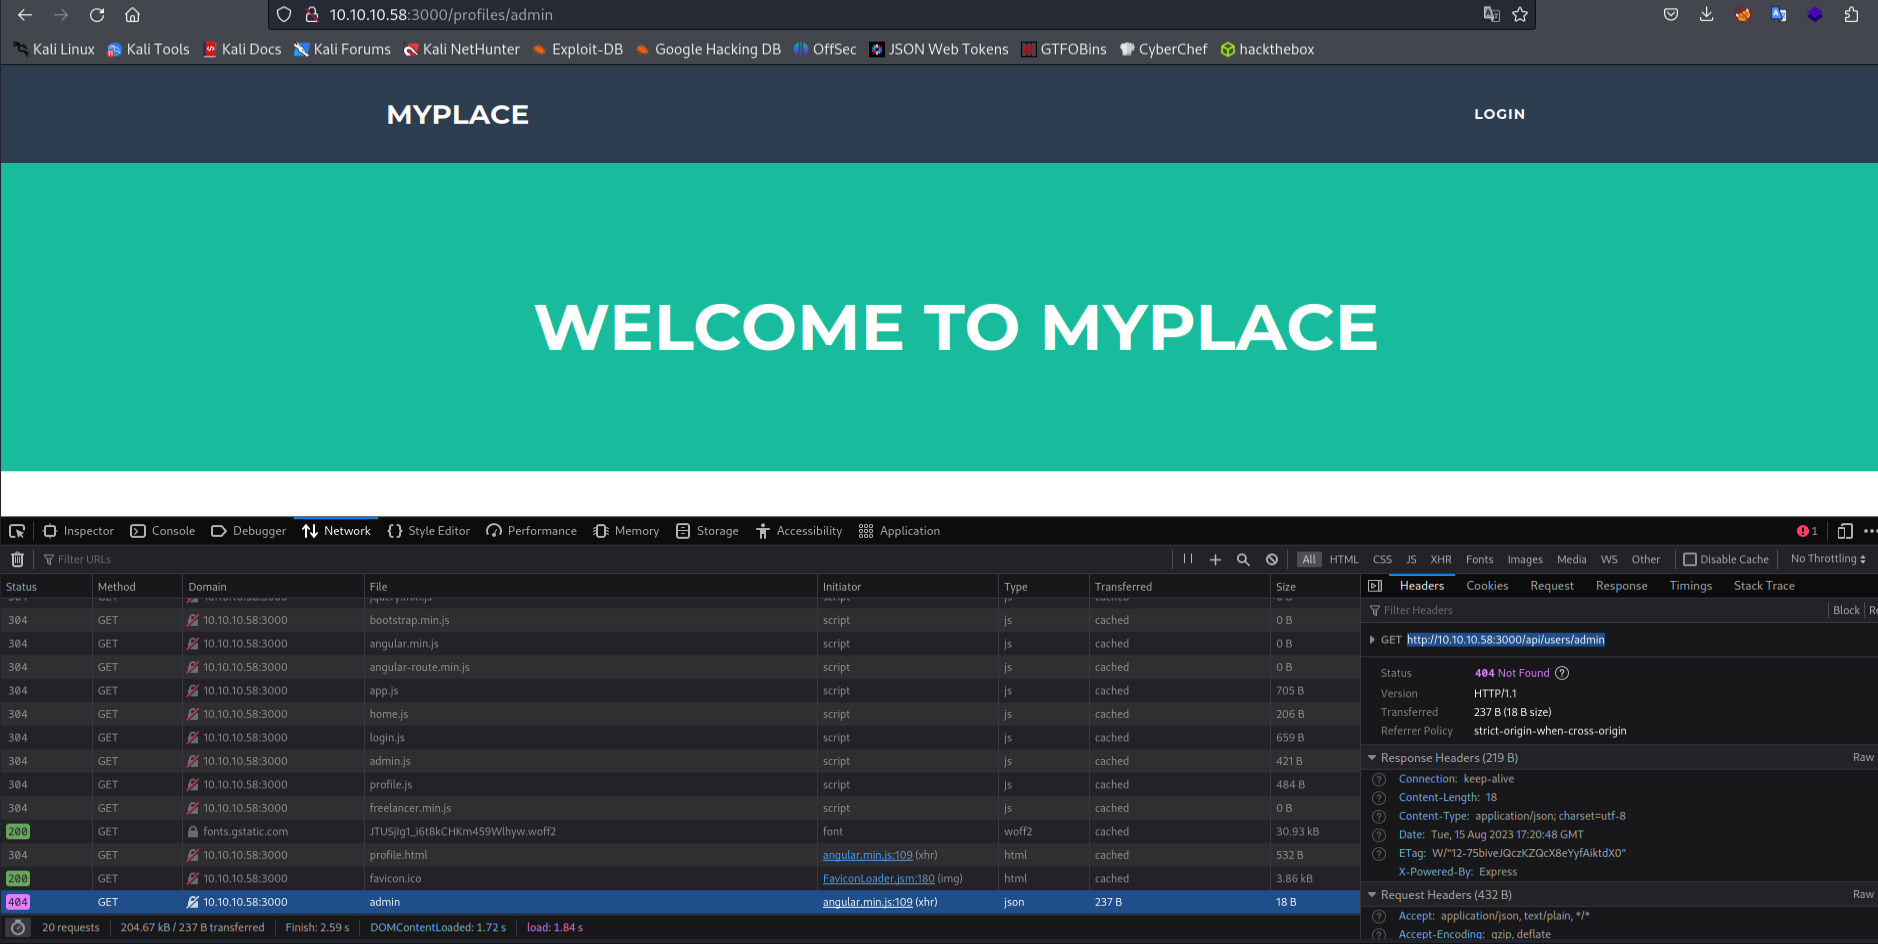 10.10.10.58:3000/profiles/admin
Kali Linux Kali Tools Kali Docs Kali Forums Kali NetHunter Exploit-DB Google Hacking DB OffSec JSON Web Tokens GTFOBins CyberChef hackthebox
MYPLACE LOGIN
WELCOME TO MYPLACE
Inspector Console Debugger Network Style Editor Performance Memory Storage Accessibility Application 1
Filter URLs All HTML CSS JS XHR Fonts Images Media WS Other Disable Cache No Throttling
Status Method Domain File Initiator Type Transferred Size
304 GET 10.10.10.58:3000 jquery.min.js script js cached 0 B
304 GET 10.10.10.58:3000 bootstrap.min.js script js cached 0 B
304 GET 10.10.10.58:3000 angular.min.js script js cached 0 B
304 GET 10.10.10.58:3000 angular-route.min.js script js cached 0 B
304 GET 10.10.10.58:3000 app.js script js cached 705 B
304 GET 10.10.10.58:3000 home.js script js cached 206 B
304 GET 10.10.10.58:3000 login.js script js cached 659 B
304 GET 10.10.10.58:3000 admin.js script js cached 421 B
304 GET 10.10.10.58:3000 profile.js script js cached 484 B
304 GET 10.10.10.58:3000 freelancer.min.js script js cached 0 B
200 GET fonts.gstatic.com JTUSjIg1_i6t8kCHKm459Wlhyw.woff2 font woff2 cached 30.93 kB
304 GET 10.10.10.58:3000 profile.html angular.min.js:109 (xhr) html cached 532 B
200 GET 10.10.10.58:3000 favicon.ico FaviconLoader.jsm:180 (img) html cached 3.86 kB
404 GET 10.10.10.58:3000 admin angular.min.js:109 (xhr) json 237 B 18 B
20 requests 204.67 kB / 237 B transferred Finish: 2.59 s DOMContentLoaded: 1.72 s load: 1.84 s
Headers Cookies Request Response Timings Stack Trace
Filter Headers Block Re
GET http://10.10.10.58:3000/api/users/admin
Status 404 Not Found
Version HTTP/1.1
Transferred 237 B (18 B size)
Referrer Policy strict-origin-when-cross-origin
Response Headers (219 B) Raw
Connection: keep-alive
Content-Length: 18
Content-Type: application/json; charset=utf-8
Date: Tue, 15 Aug 2023 17:20:48 GMT
ETag: W/"12-75biveJQczKZQcX8eYyfAiktdX0"
X-Powered-By: Express
Request Headers (432 B) Raw
Accept: application/json, text/plain, */*
Accept-Encoding: gzip, deflate